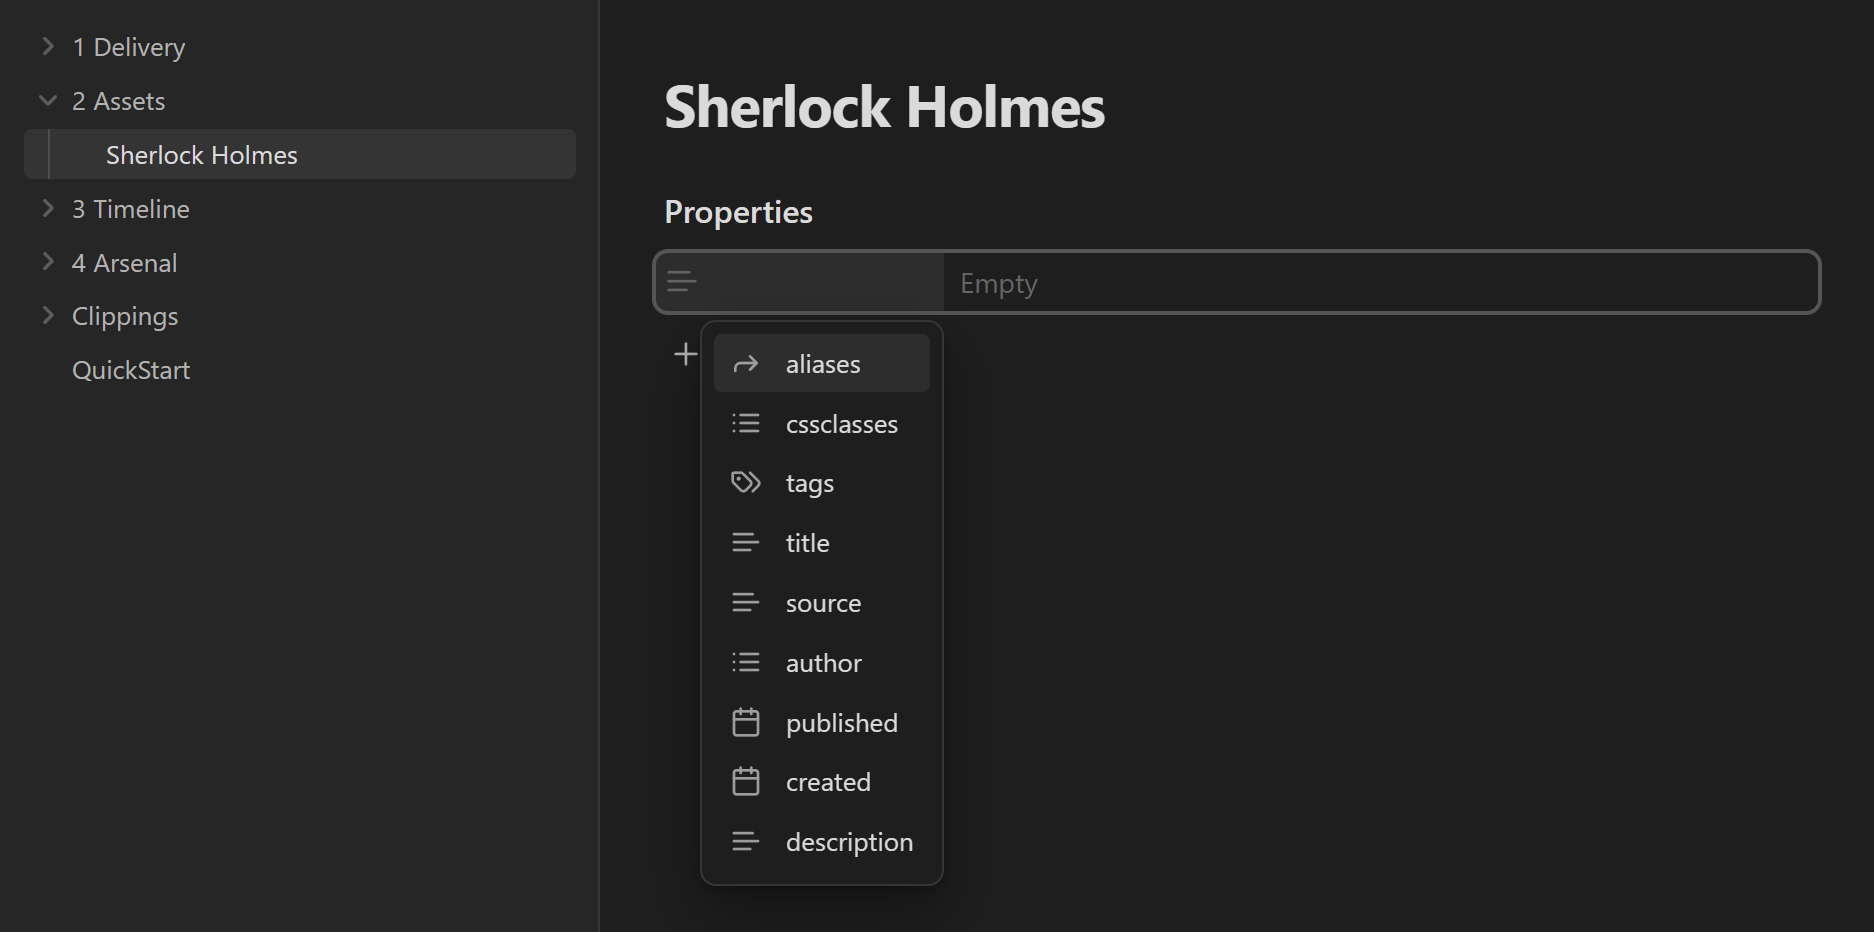 1 Delivery
2 Assets
Sherlock Holmes
3 Timeline
4 Arsenal
Clippings
QuickStart
Sherlock Holmes
Properties
Empty
aliases
cssclasses
tags
title
source
author
published
created
description